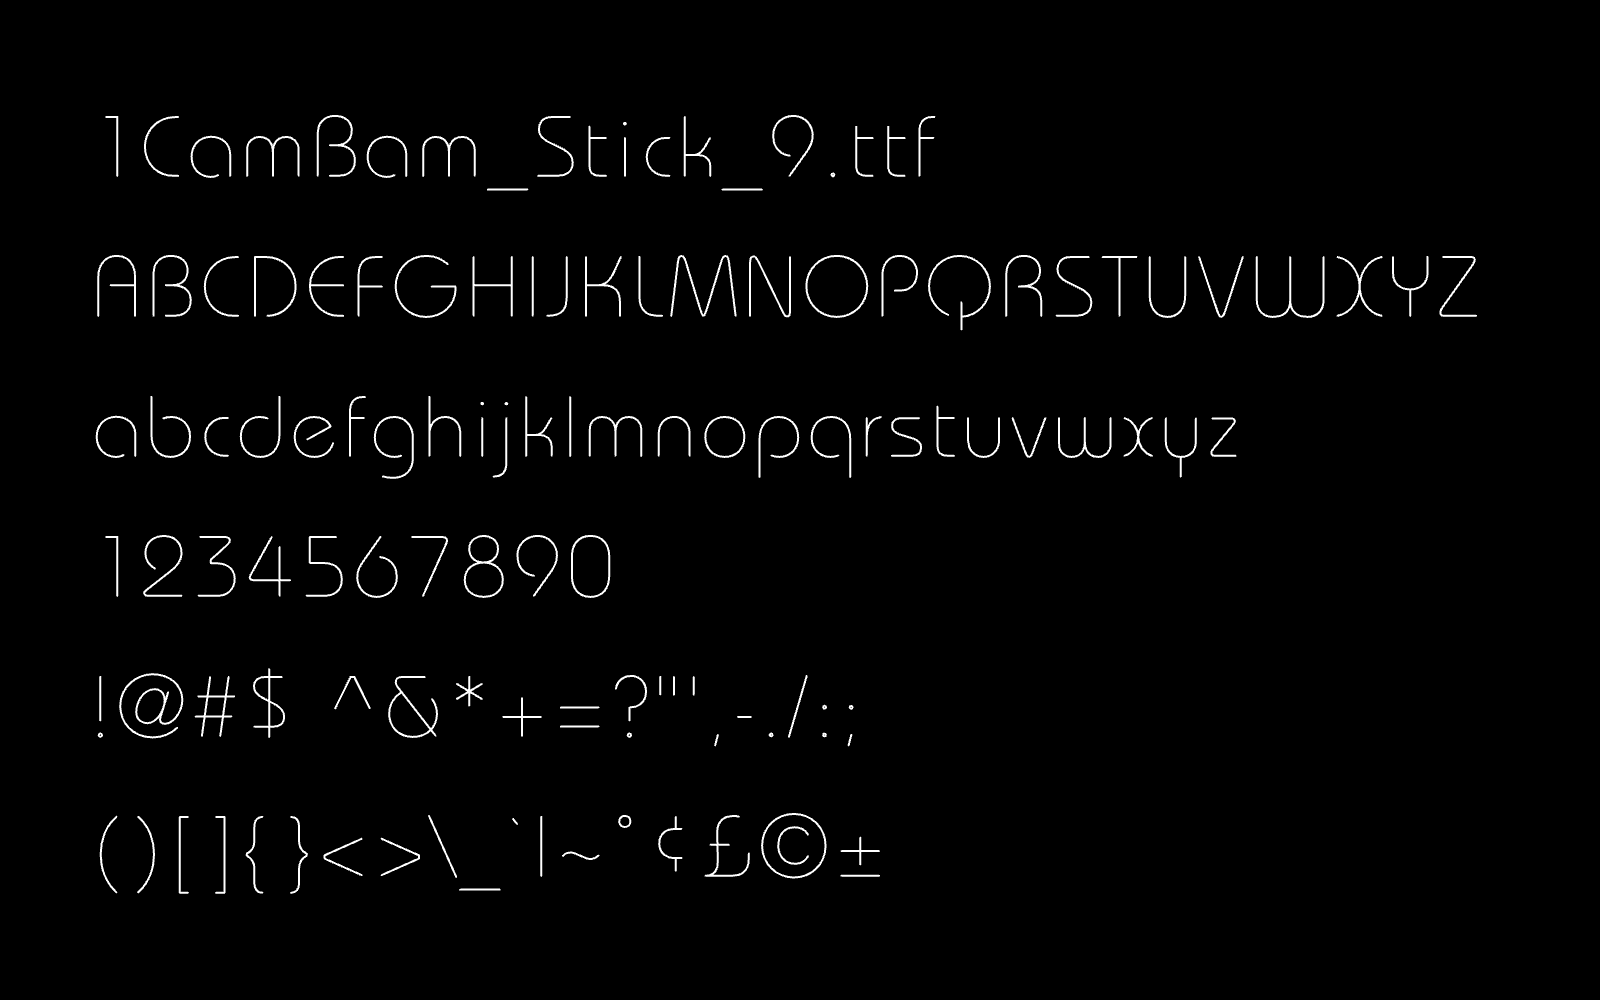 1CamBam_Stick_9.ttf
ABCDEFGHIJKLMNOPQRSTUVWXYZ
abcdefghijklmnopqrstuvwxyz
1234567890
!@#$ ^&*+=?"',-./:;
()[]{}<>\_`|~°¢£©±